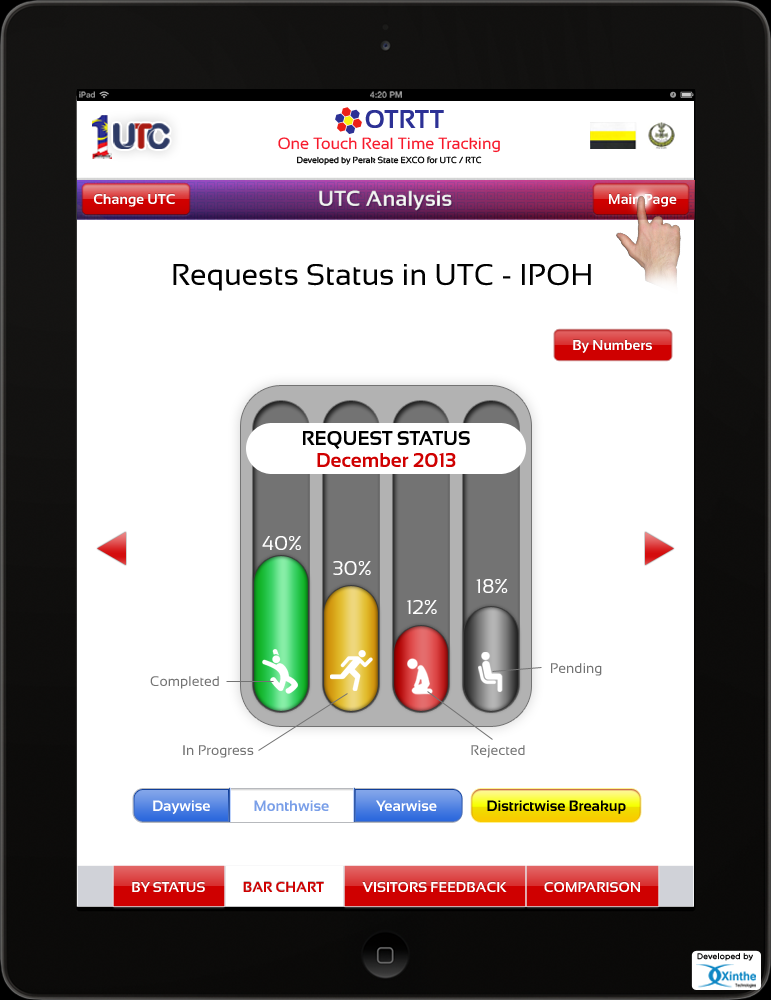 iPad
4:20 PM
1UTC
OTRTT
One Touch Real Time Tracking
Developed by Perak State EXCO for UTC / RTC
Change UTC
UTC Analysis
Main Page
Requests Status in UTC - IPOH
By Numbers
REQUEST STATUS
December 2013
40%
30%
12%
18%
Completed
Pending
In Progress
Rejected
Daywise
Monthwise
Yearwise
Districtwise Breakup
BY STATUS
BAR CHART
VISITORS FEEDBACK
COMPARISON
Developed by
Xinthe
Technologies